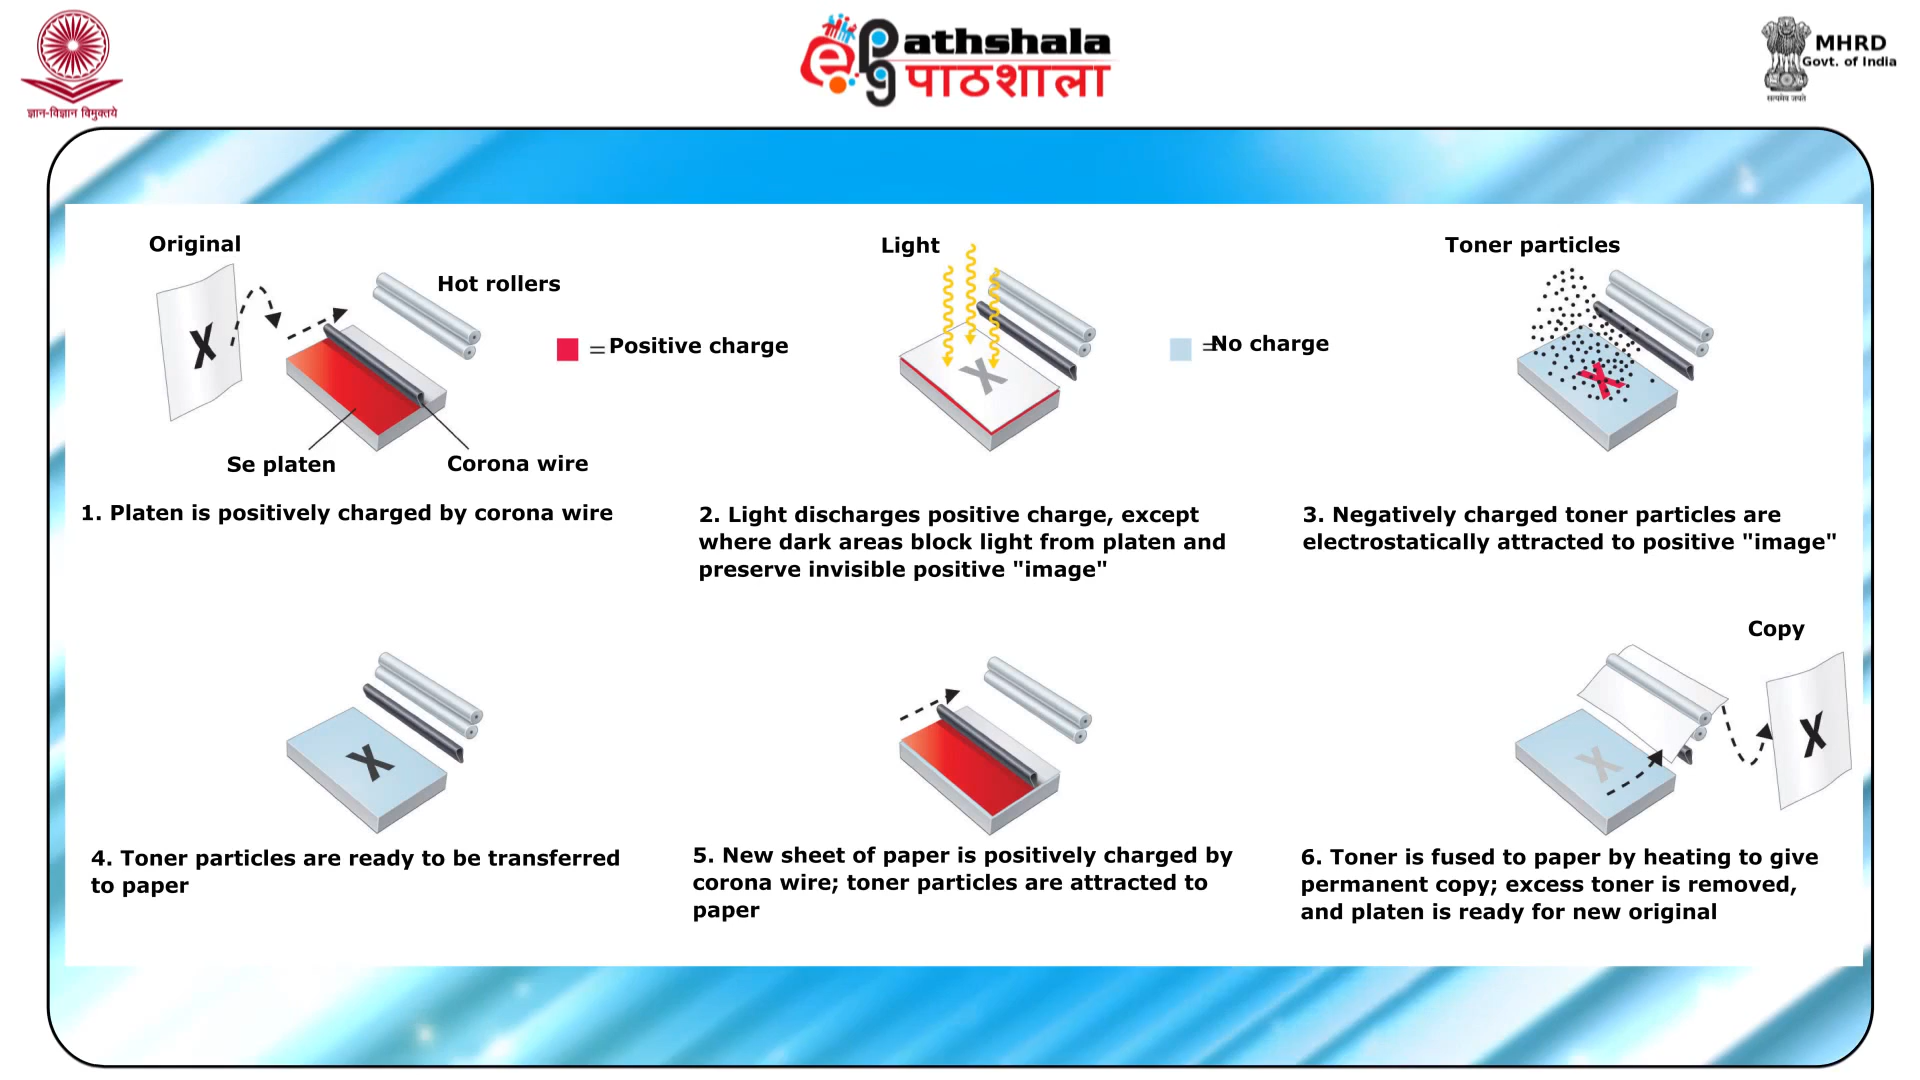 ज्ञान-विज्ञान विमुक्तये
epg
athshala
पाठशाला
MHRD
Govt. of India
सत्यमेव जयते
Original
Hot rollers
= Positive charge
Se platen
Corona wire
X
1. Platen is positively charged by corona wire
Light
= No charge
X
2. Light discharges positive charge, except
where dark areas block light from platen and
preserve invisible positive "image"
Toner particles
X
3. Negatively charged toner particles are
electrostatically attracted to positive "image"
X
4. Toner particles are ready to be transferred
to paper
5. New sheet of paper is positively charged by
corona wire; toner particles are attracted to
paper
Copy
X
X
6. Toner is fused to paper by heating to give
permanent copy; excess toner is removed,
and platen is ready for new original